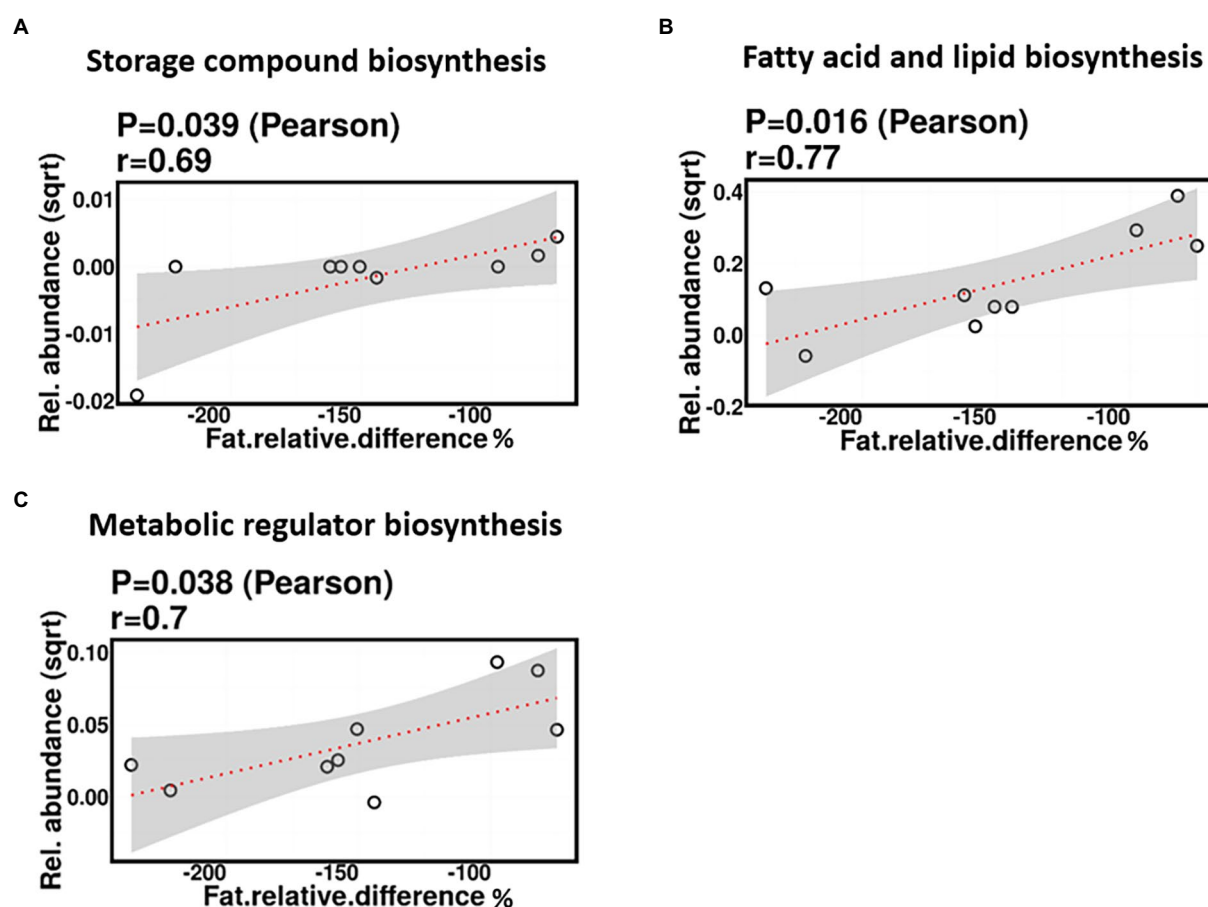 A
Storage compound biosynthesis
P=0.039 (Pearson)
r=0.69
Rel. abundance (sqrt)
0.01
0.00
-0.01
-0.02
-200
-150
-100
Fat.relative.difference %
B
Fatty acid and lipid biosynthesis
P=0.016 (Pearson)
r=0.77
Rel. abundance (sqrt)
0.4
0.2
0.0
-0.2
-200
-150
-100
Fat.relative.difference %
C
Metabolic regulator biosynthesis
P=0.038 (Pearson)
r=0.7
Rel. abundance (sqrt)
0.10
0.05
0.00
-200
-150
-100
Fat.relative.difference %